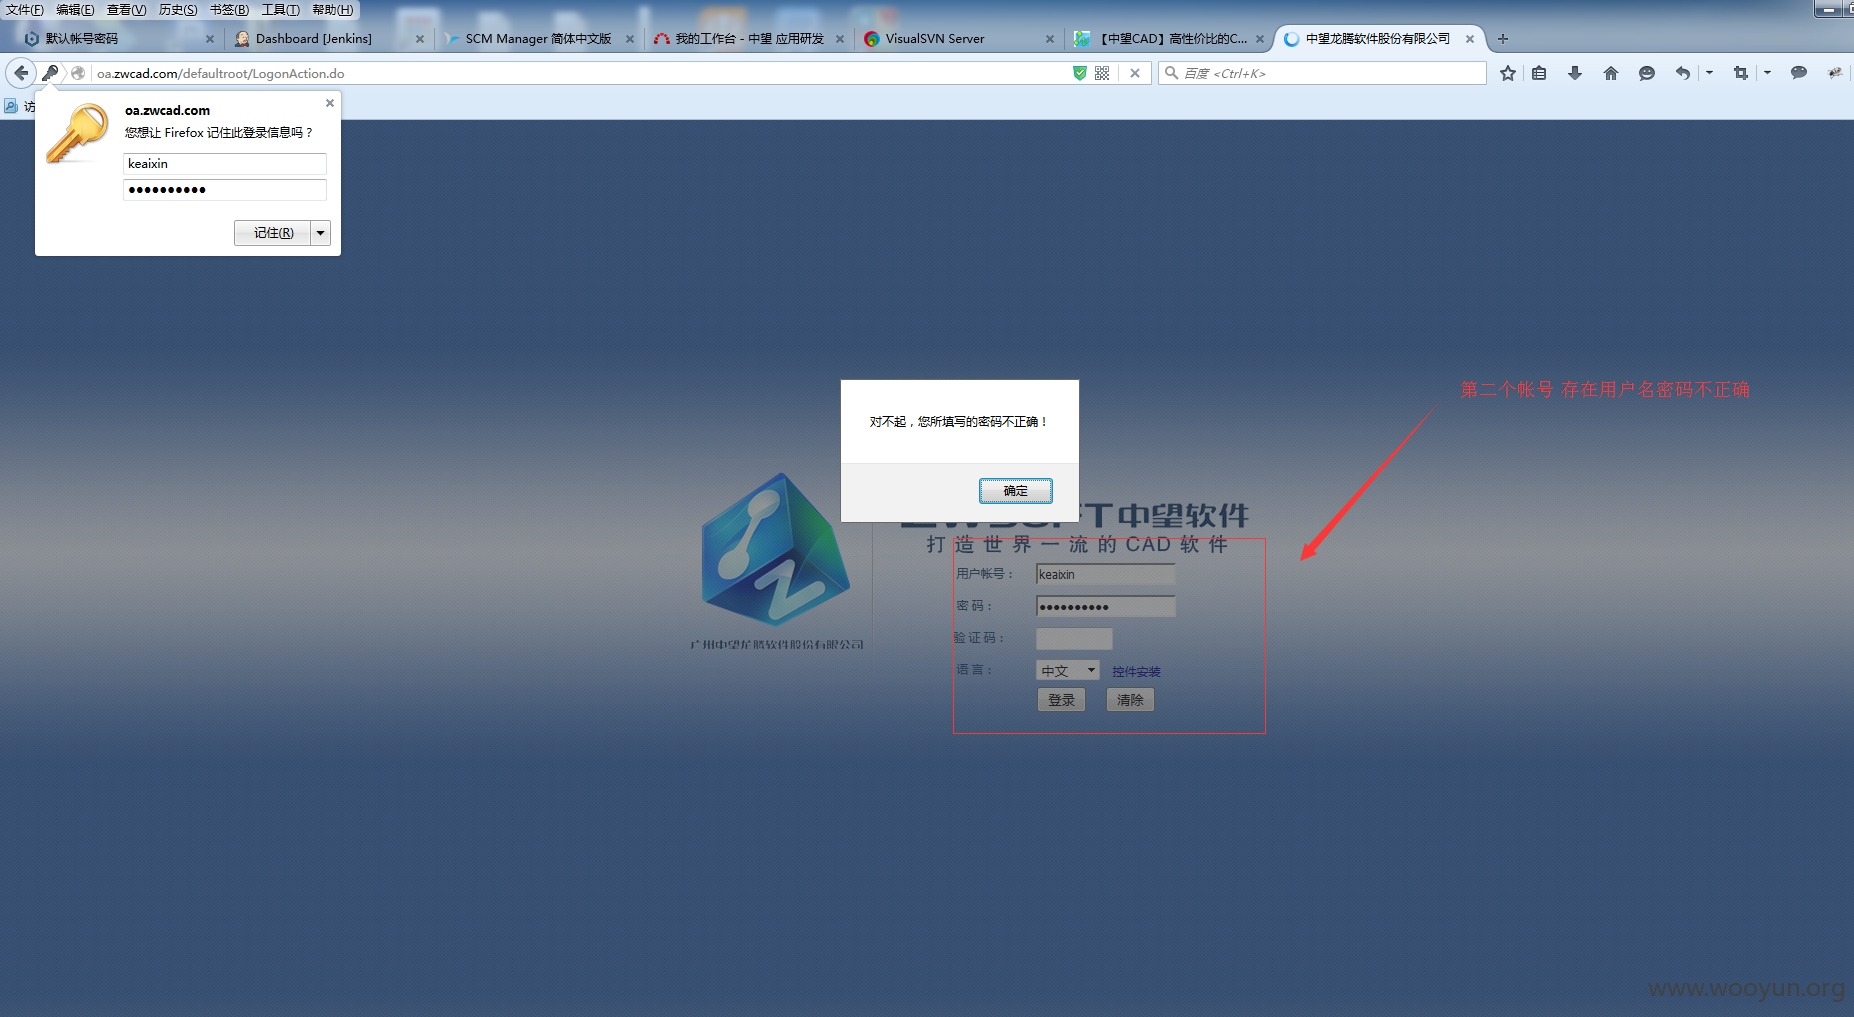 文件(F) 编辑(E) 查看(V) 历史(S) 书签(B) 工具(T) 帮助(H)
默认帐号密码
Dashboard [Jenkins]
SCM Manager 简体中文版
我的工作台 - 中望 应用研发
VisualSVN Server
【中望CAD】高性价比的C...
中望龙腾软件股份有限公司
oa.zwcad.com/defaultroot/LogonAction.do
百度 <Ctrl+K>
访
oa.zwcad.com
您想让 Firefox 记住此登录信息吗？
keaixin
●●●●●●●●●●
记住(R)
第二个帐号 存在用户名密码不正确
对不起，您所填写的密码不正确！
确定
中望软件
打造世界一流的CAD软件
用户帐号：
keaixin
密 码：
●●●●●●●●●●
验 证 码：
语 言：
中文
控件安装
登录
清除
广州中望龙腾软件股份有限公司
www.wooyun.org